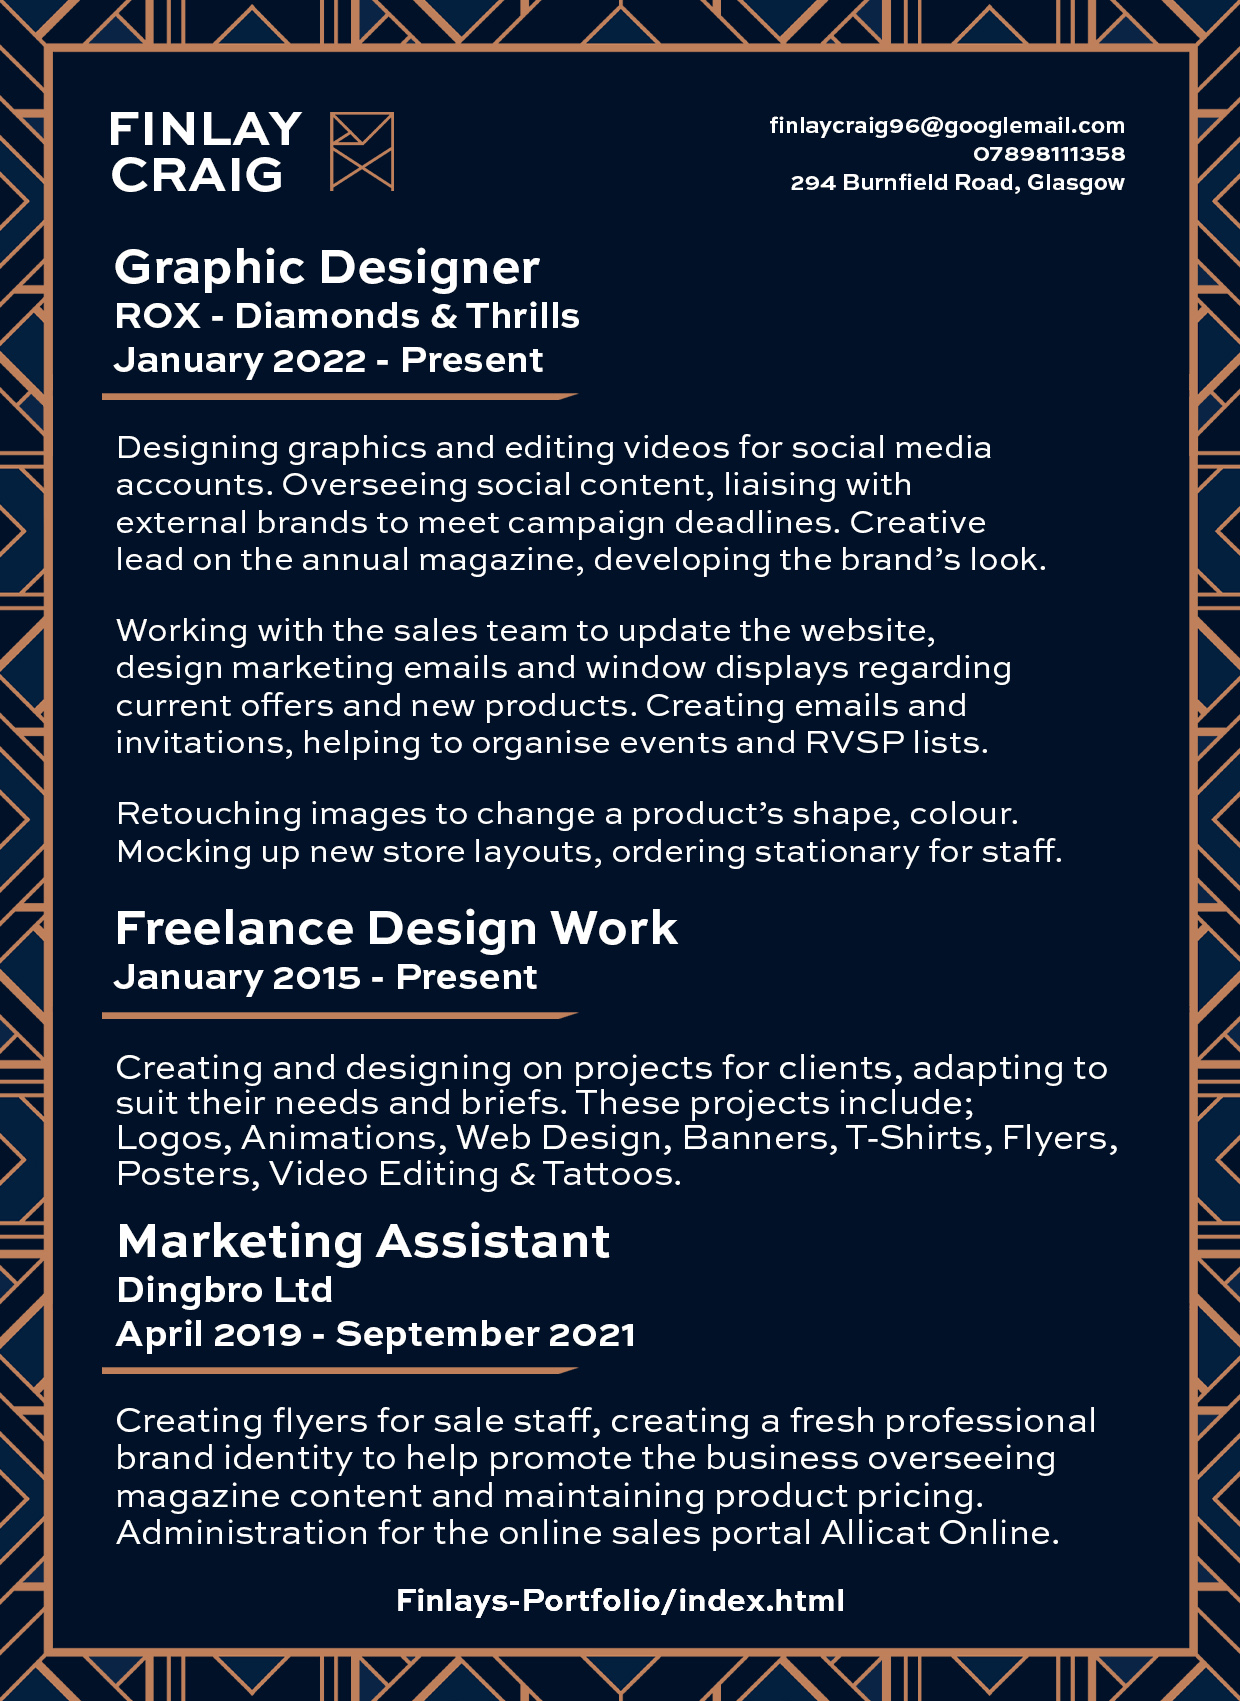 FINLAY
CRAIG
finlaycraig96@googlemail.com
07898111358
294 Burnfield Road, Glasgow
Graphic Designer
ROX - Diamonds & Thrills
January 2022 - Present
Designing graphics and editing videos for social media
accounts. Overseeing social content, liaising with
external brands to meet campaign deadlines. Creative
lead on the annual magazine, developing the brand’s look.
Working with the sales team to update the website,
design marketing emails and window displays regarding
current offers and new products. Creating emails and
invitations, helping to organise events and RVSP lists.
Retouching images to change a product’s shape, colour.
Mocking up new store layouts, ordering stationary for staff.
Freelance Design Work
January 2015 - Present
Creating and designing on projects for clients, adapting to
suit their needs and briefs. These projects include;
Logos, Animations, Web Design, Banners, T-Shirts, Flyers,
Posters, Video Editing & Tattoos.
Marketing Assistant
Dingbro Ltd
April 2019 - September 2021
Creating flyers for sale staff, creating a fresh professional
brand identity to help promote the business overseeing
magazine content and maintaining product pricing.
Administration for the online sales portal Allicat Online.
Finlays-Portfolio/index.html